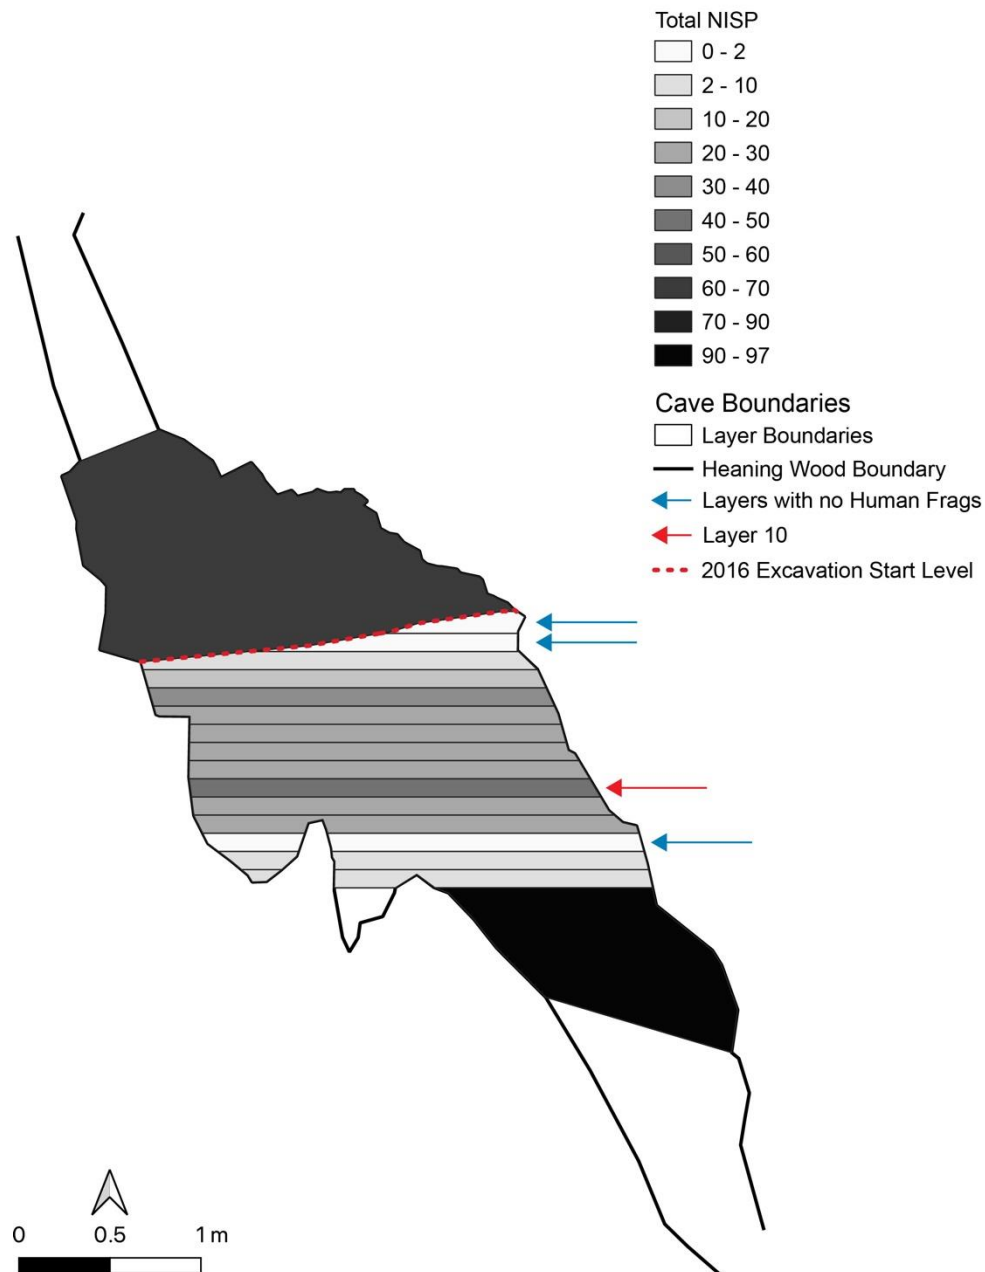 Total NISP
0 - 2
2 - 10
10 - 20
20 - 30
30 - 40
40 - 50
50 - 60
60 - 70
70 - 90
90 - 97
Cave Boundaries
Layer Boundaries
Heaning Wood Boundary
Layers with no Human Frags
Layer 10
2016 Excavation Start Level
0 0.5 1 m